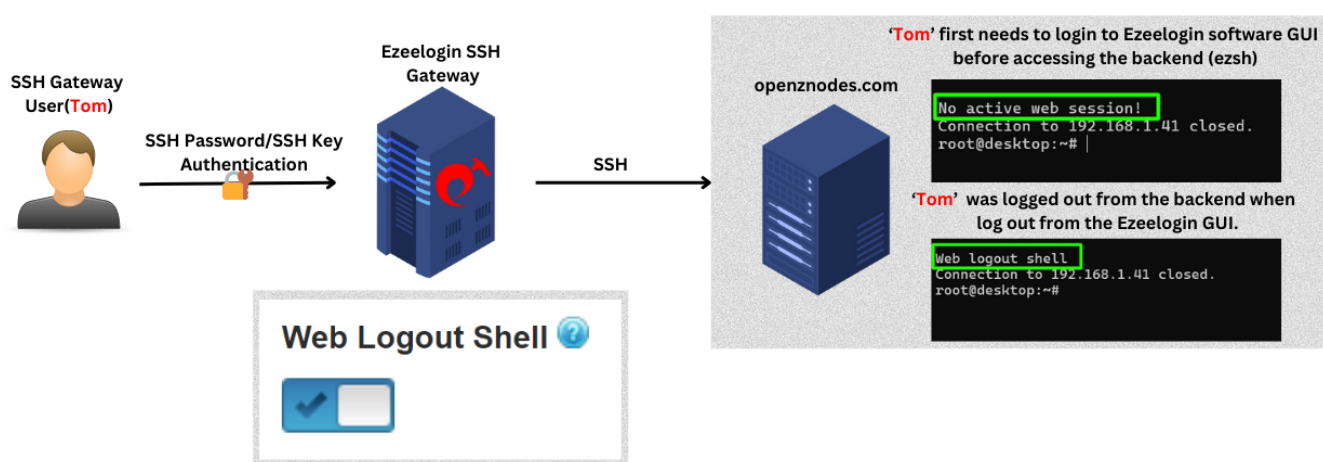 SSH Gateway
User(Tom)
SSH Password/SSH Key
Authentication
Ezeelogin SSH
Gateway
SSH
openznodes.com
‘Tom’ first needs to login to Ezeelogin software GUI
before accessing the backend (ezsh)
No active web session!
Connection to 192.168.1.41 closed.
root@desktop:~#
‘Tom’ was logged out from the backend when
log out from the Ezeelogin GUI.
Web logout shell
Connection to 192.168.1.41 closed.
root@desktop:~#
Web Logout Shell ?